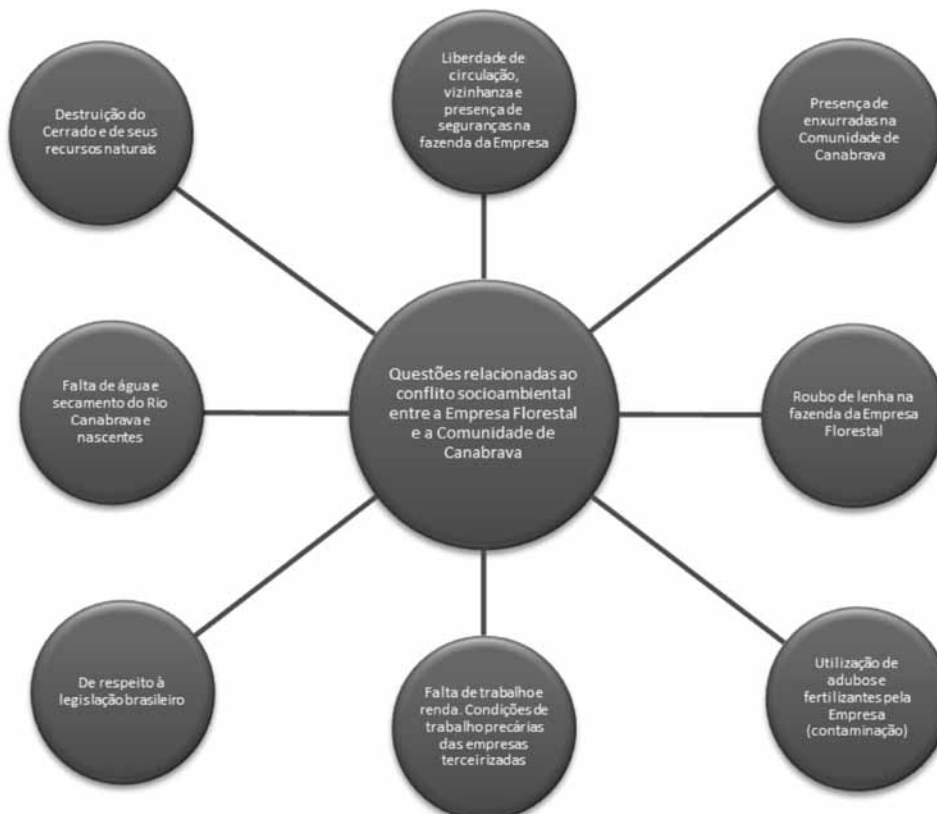 Liberdade de
circulação,
vizinhanza e
presença de
seguranças na
fazenda da Empresa
Destruição do
Cerrado e de seus
recursos naturais
Presença de
enxurradas na
Comunidade de
Canabrava
Falta de água e
secamento do Rio
Canabrava e
nascentes
Questões relacionadas ao
conflito socioambiental
entre a Empresa Florestal
e a Comunidade de
Canabrava
Roubo de lenha na
fazenda da Empresa
Florestal
De respeito à
legislação brasileiro
Falta de trabalho e
renda. Condições de
trabalho precárias
das empresas
terceirizadas
Utilização de
adubos e
fertilizantes pela
Empresa
(contaminação)